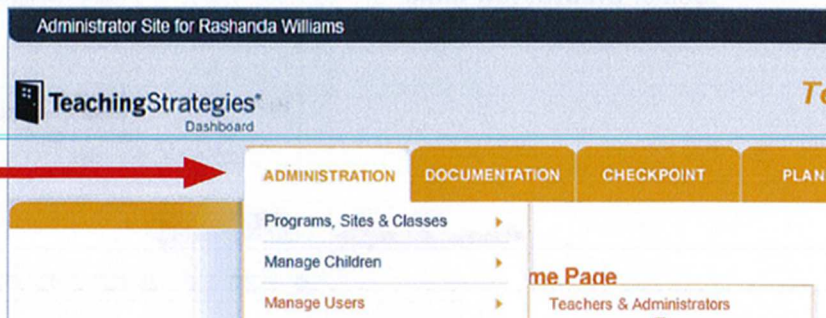 Administrator Site for Rashanda Williams
TeachingStrategies®
Dashboard
ADMINISTRATION DOCUMENTATION CHECKPOINT
Programs, Sites & Classes
Manage Children
me Page
Manage Users
Teachers & Administrators